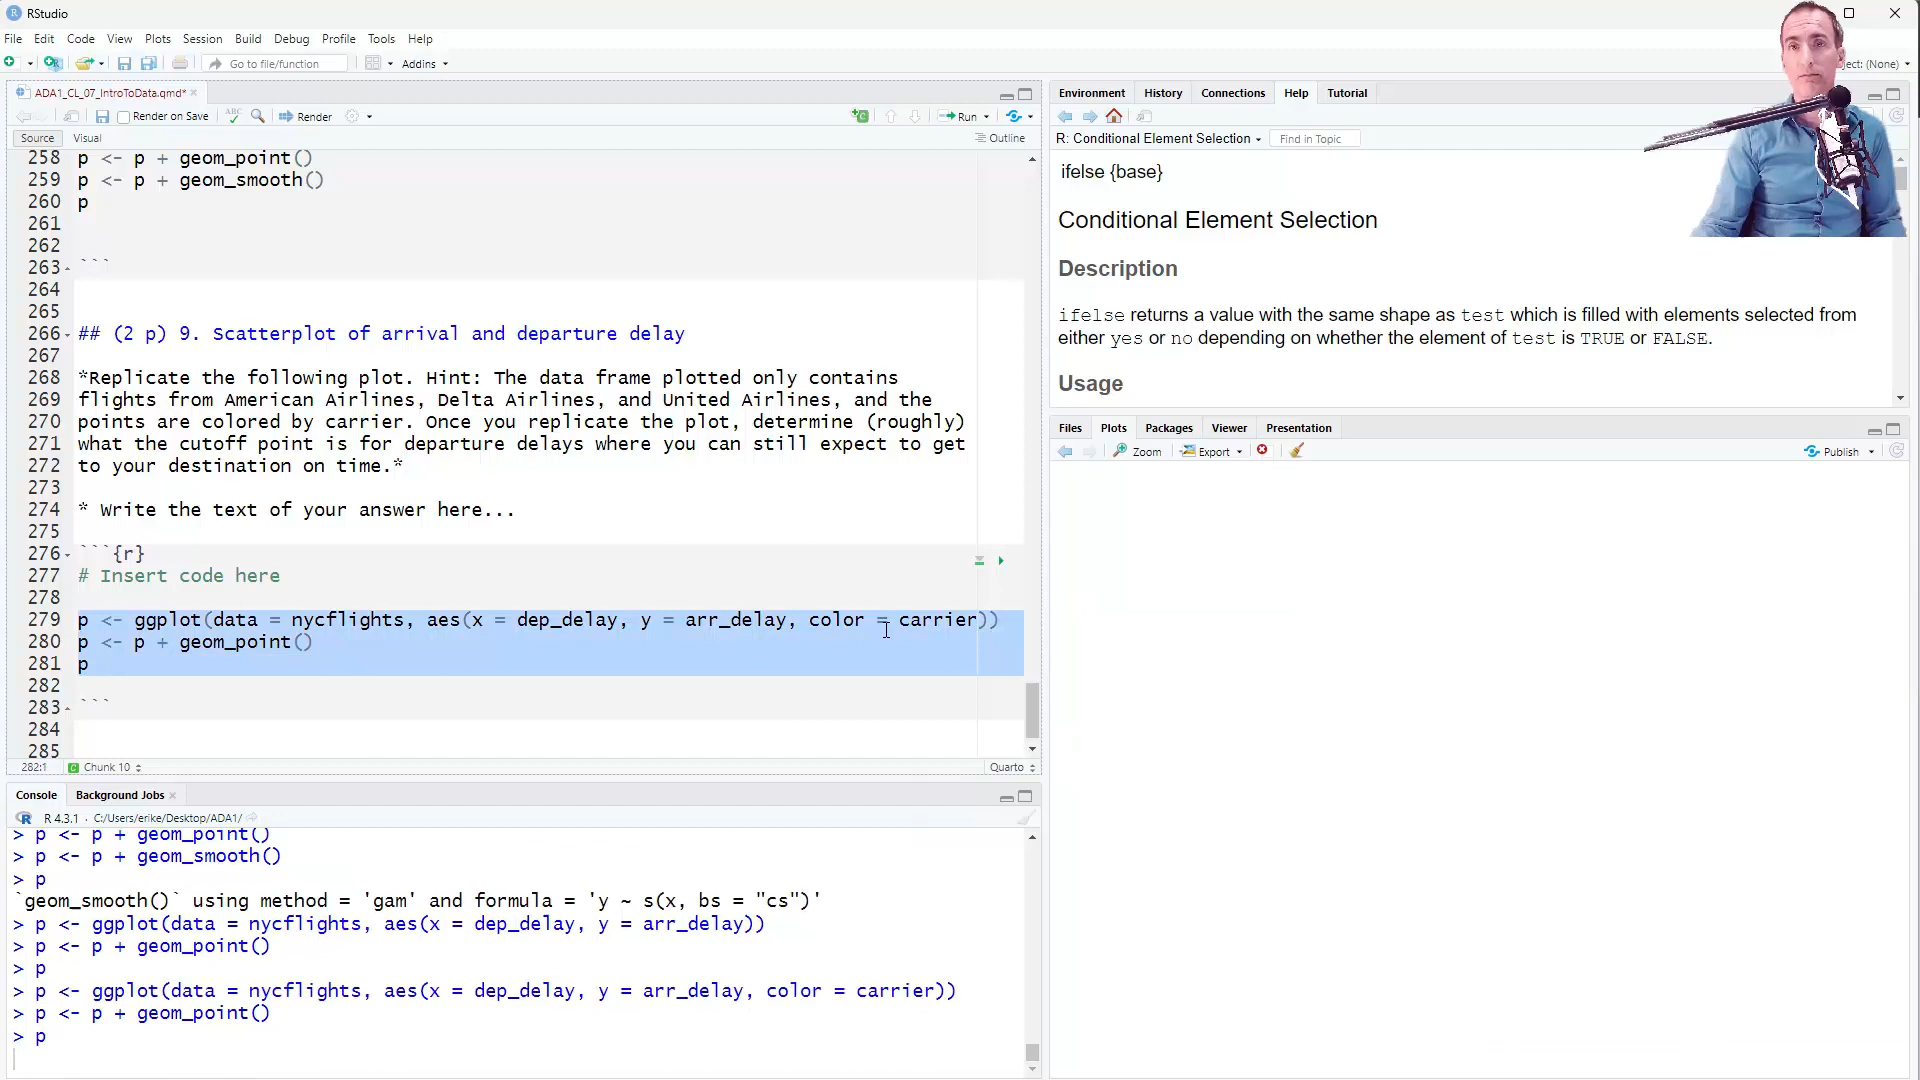 RStudio
File Edit Code View Plots Session Build Debug Profile Tools Help
Go to file/function Addins
ject: (None)
ADA1_CL_07_IntroToData.qmd*
Render on Save Render Run
Source Visual Outline
258 p <- p + geom_point()
259 p <- p + geom_smooth()
260 p
261
262
263 ```
264
265
266 ## (2 p) 9. Scatterplot of arrival and departure delay
267
268 *Replicate the following plot. Hint: The data frame plotted only contains
269 flights from American Airlines, Delta Airlines, and United Airlines, and the
270 points are colored by carrier. Once you replicate the plot, determine (roughly)
271 what the cutoff point is for departure delays where you can still expect to get
272 to your destination on time.*
273
274 * Write the text of your answer here...
275
276 ```{r}
277 # Insert code here
278
279 p <- ggplot(data = nycflights, aes(x = dep_delay, y = arr_delay, color = carrier))
280 p <- p + geom_point()
281 p
282
283 ```
284
285
282:1 Chunk 10 Quarto
Console Background Jobs
R 4.3.1 · C:/Users/erike/Desktop/ADA1/
> p <- p + geom_point()
> p <- p + geom_smooth()
> p
`geom_smooth()` using method = 'gam' and formula = 'y ~ s(x, bs = "cs")'
> p <- ggplot(data = nycflights, aes(x = dep_delay, y = arr_delay))
> p <- p + geom_point()
> p
> p <- ggplot(data = nycflights, aes(x = dep_delay, y = arr_delay, color = carrier))
> p <- p + geom_point()
> p
Environment History Connections Help Tutorial
R: Conditional Element Selection Find in Topic
ifelse {base}
Conditional Element Selection
Description
ifelse returns a value with the same shape as test which is filled with elements selected from
either yes or no depending on whether the element of test is TRUE or FALSE.
Usage
Files Plots Packages Viewer Presentation
Zoom Export Publish